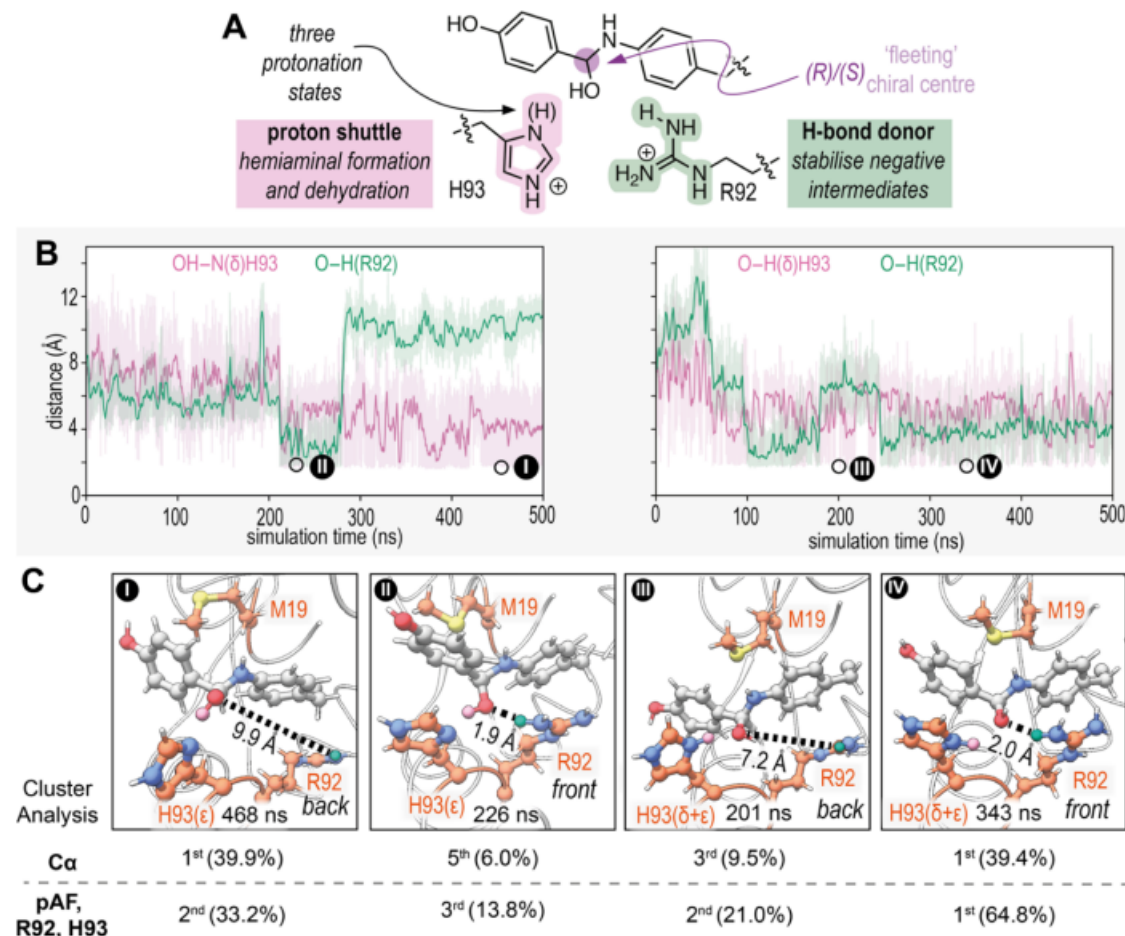 A
three
protonation
states
HO
H
N
HO
(R)/(S)
'fleeting'
chiral centre
proton shuttle
hemiaminal formation
and dehydration
(H)
N
N
H
⊕
H93
H
NH
⊕
H₂N
N
H
R92
H-bond donor
stabilise negative
intermediates
B
OH–N(δ)H93
O–H(R92)
distance (Å)
12
8
4
0
II
I
0
100
200
300
400
500
simulation time (ns)
O–H(δ)H93
O–H(R92)
III
IV
0
100
200
300
400
500
simulation time (ns)
C
I
M19
9.9 Å
R92
H93(ε)
468 ns
back
II
M19
1.9 Å
R92
H93(ε)
226 ns
front
III
M19
7.2 Å
R92
H93(δ+ε)
201 ns
back
IV
M19
2.0 Å
R92
H93(δ+ε)
343 ns
front
Cluster
Analysis
Cα
1st (39.9%)
5th (6.0%)
3rd (9.5%)
1st (39.4%)
pAF,
R92, H93
2nd (33.2%)
3rd (13.8%)
2nd (21.0%)
1st (64.8%)